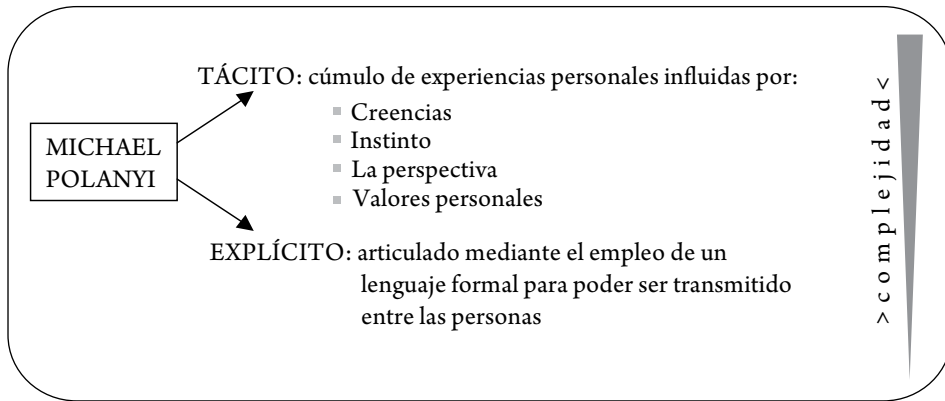 TÁCITO: cúmulo de experiencias personales influidas por:
Creencias
Instinto
La perspectiva
Valores personales
MICHAEL
POLANYI
EXPLÍCITO: articulado mediante el empleo de un
lenguaje formal para poder ser transmitido
entre las personas
> c o m p l e j i d a d <